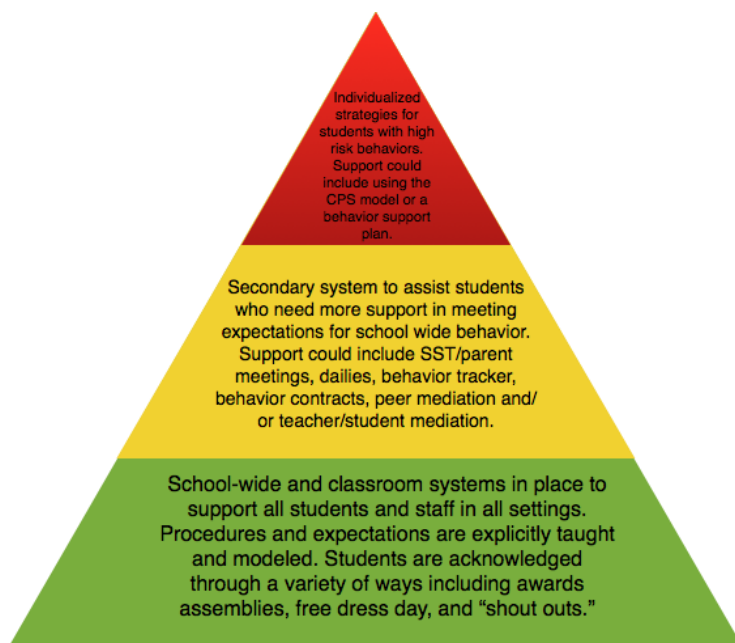 Individualized
strategies for
students with high
risk behaviors.
Support could
include using the
CPS model or a
behavior support
plan.
Secondary system to assist students
who need more support in meeting
expectations for school wide behavior.
Support could include SST/parent
meetings, dailies, behavior tracker,
behavior contracts, peer mediation and/
or teacher/student mediation.
School-wide and classroom systems in place to
support all students and staff in all settings.
Procedures and expectations are explicitly taught
and modeled. Students are acknowledged
through a variety of ways including awards
assemblies, free dress day, and “shout outs.”